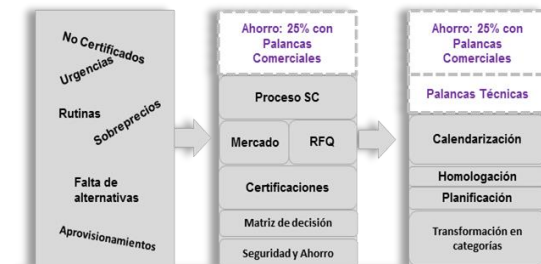 No Certificados
Urgencias
Rutinas
Sobreprecios
Falta de
alternativas
Aprovisionamientos
Ahorro: 25% con
Palancas
Comerciales
Proceso SC
Mercado
RFQ
Certificaciones
Matriz de decisión
Seguridad y Ahorro
Ahorro: 25% con
Palancas
Comerciales
Palancas Técnicas
Calendarización
Homologación
Planificación
Transformación en
categorías